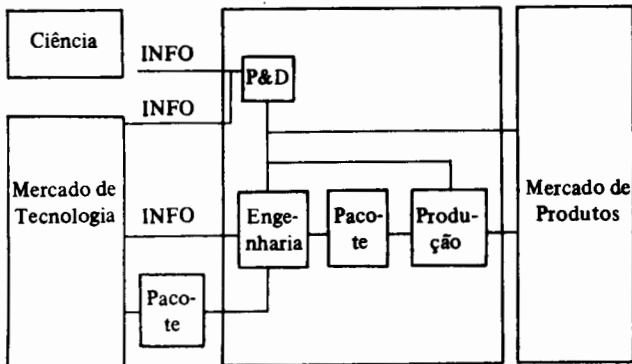 Ciência
INFO
P&D
INFO
Mercado de
Tecnologia
INFO
Enge-
nharia
Paco-
te
Produ-
ção
Mercado de
Produtos
Paco-
te